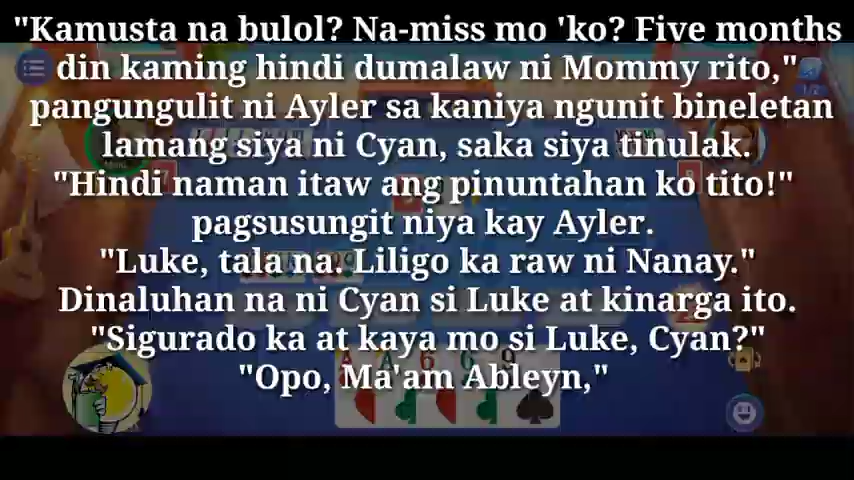 "Kamusta na bulol? Na-miss mo 'ko? Five months
din kaming hindi dumalaw ni Mommy rito,"
pangungulit ni Ayler sa kaniya ngunit bineletan
lamang siya ni Cyan, saka siya tinulak.
"Hindi naman itaw ang pinuntahan ko tito!"
pagsusungit niya kay Ayler.
"Luke, tala na. Liligo ka raw ni Nanay."
Dinaluhan na ni Cyan si Luke at kinarga ito.
"Sigurado ka at kaya mo si Luke, Cyan?"
"Opo, Ma'am Ableyn,"